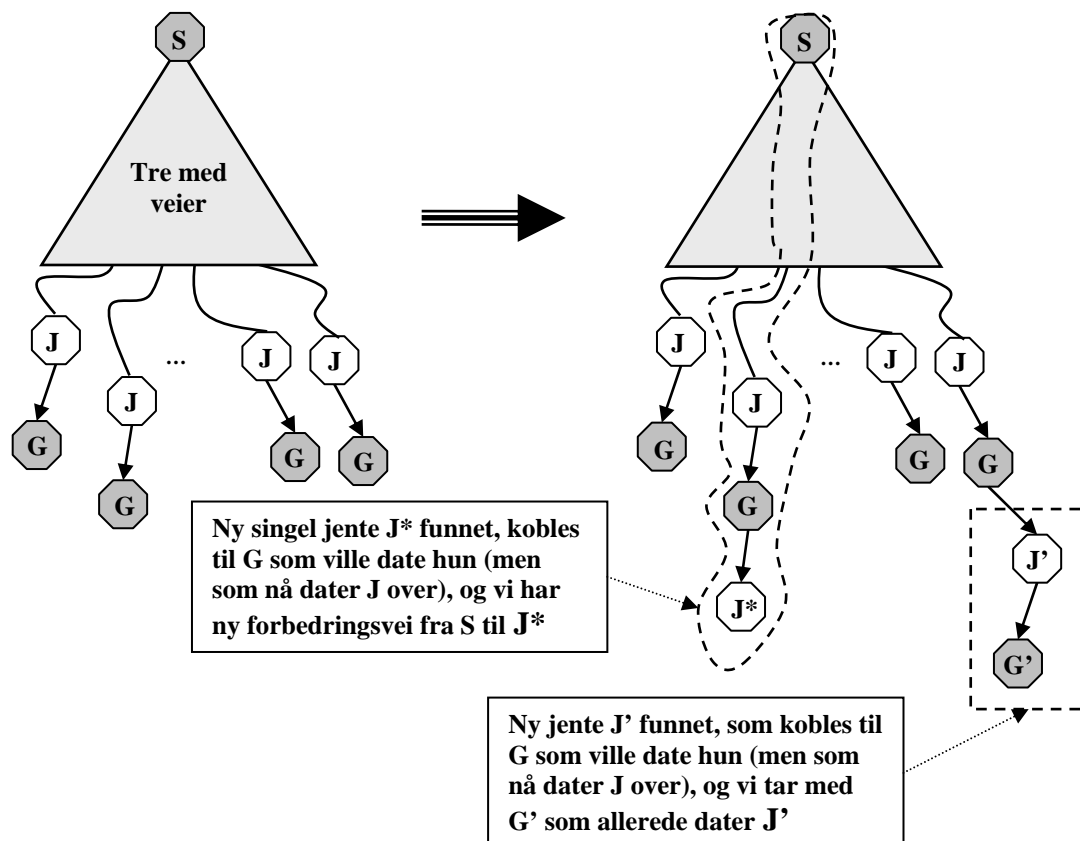 S
Tre med
veier
J
J
...
J
J
G
G
G
G
S
J
J
...
J
J
G
G
G
G
J*
J’
G’
Ny singel jente J* funnet, kobles
til G som ville date hun (men
som nå dater J over), og vi har
ny forbedringsvei fra S til J*
Ny jente J’ funnet, som kobles til
G som ville date hun (men som
nå dater J over), og vi tar med
G’ som allerede dater J’